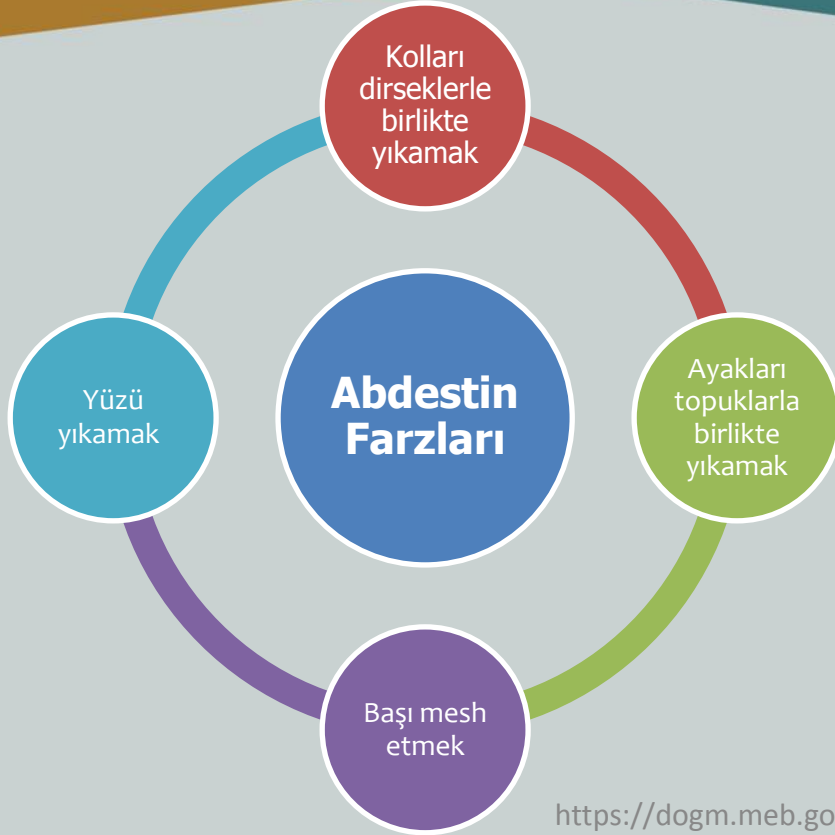 Kolları
dirseklerle
birlikte
yıkamak
Yüzü
yıkamak
Abdestin
Farzları
Ayakları
topuklarla
birlikte
yıkamak
Başı mesh
etmek
https://dogm.meb.go